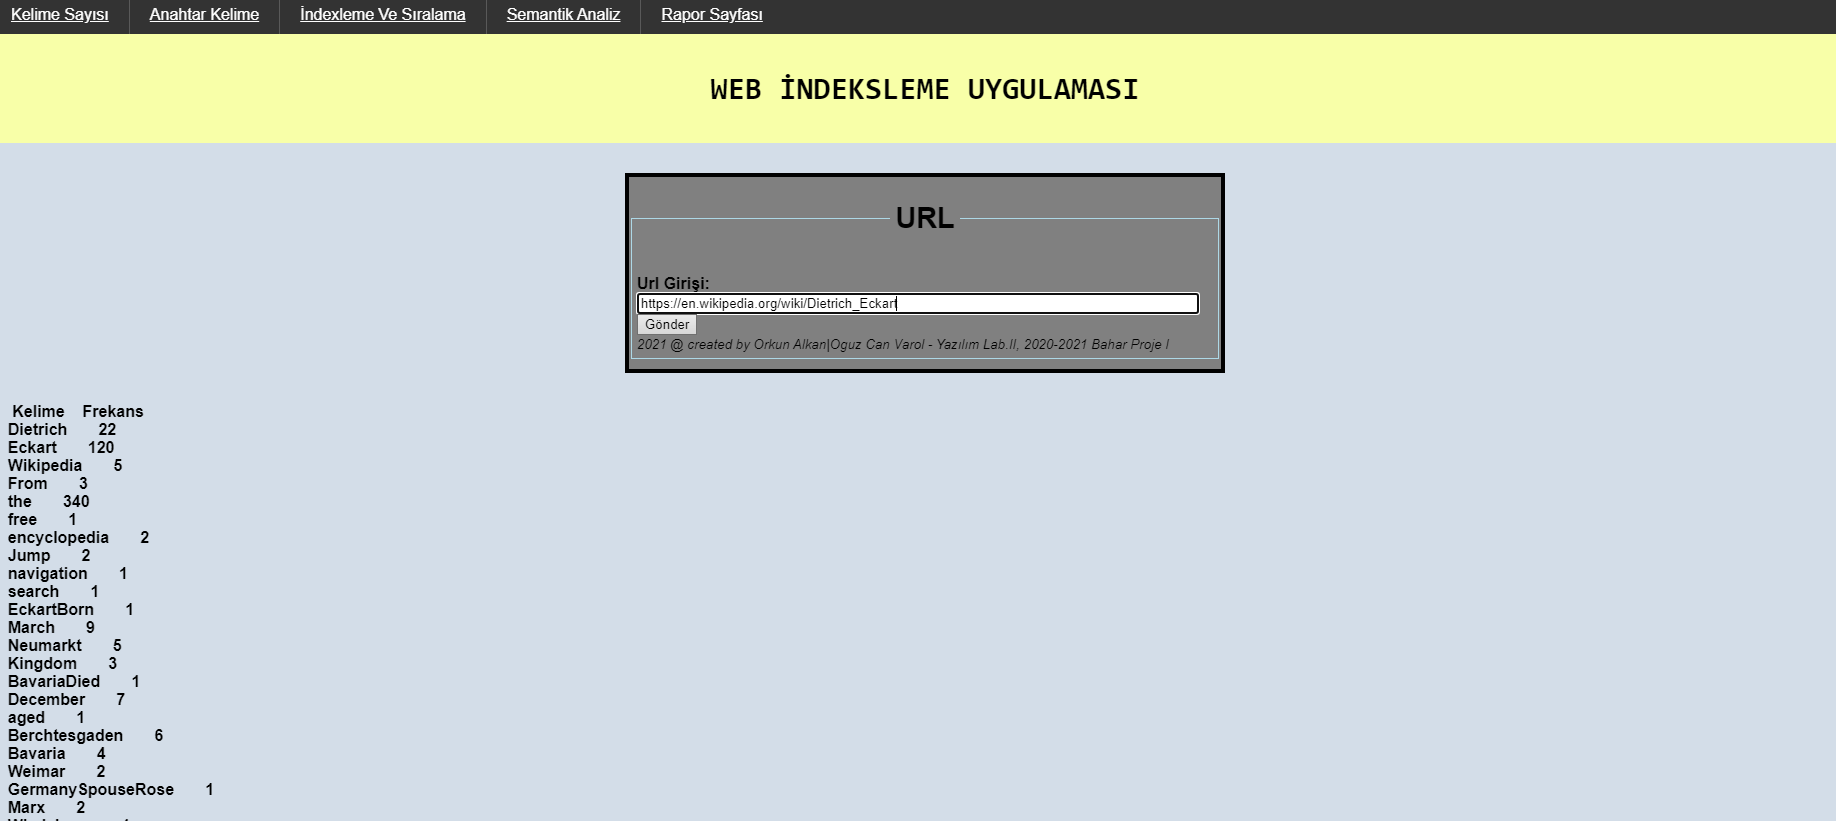 Kelime Sayısı Anahtar Kelime İndexleme Ve Sıralama Semantik Analiz Rapor Sayfası
WEB İNDEKSLEME UYGULAMASI
URL
Url Girişi:
https://en.wikipedia.org/wiki/Dietrich_Eckart
Gönder
2021 @ created by Orkun Alkan|Oguz Can Varol - Yazılım Lab.II, 2020-2021 Bahar Proje I
Kelime Frekans
Dietrich 22
Eckart 120
Wikipedia 5
From 3
the 340
free 1
encyclopedia 2
Jump 2
navigation 1
search 1
EckartBorn 1
March 9
Neumarkt 5
Kingdom 3
BavariaDied 1
December 7
aged 1
Berchtesgaden 6
Bavaria 4
Weimar 2
GermanySpouseRose 1
Marx 2